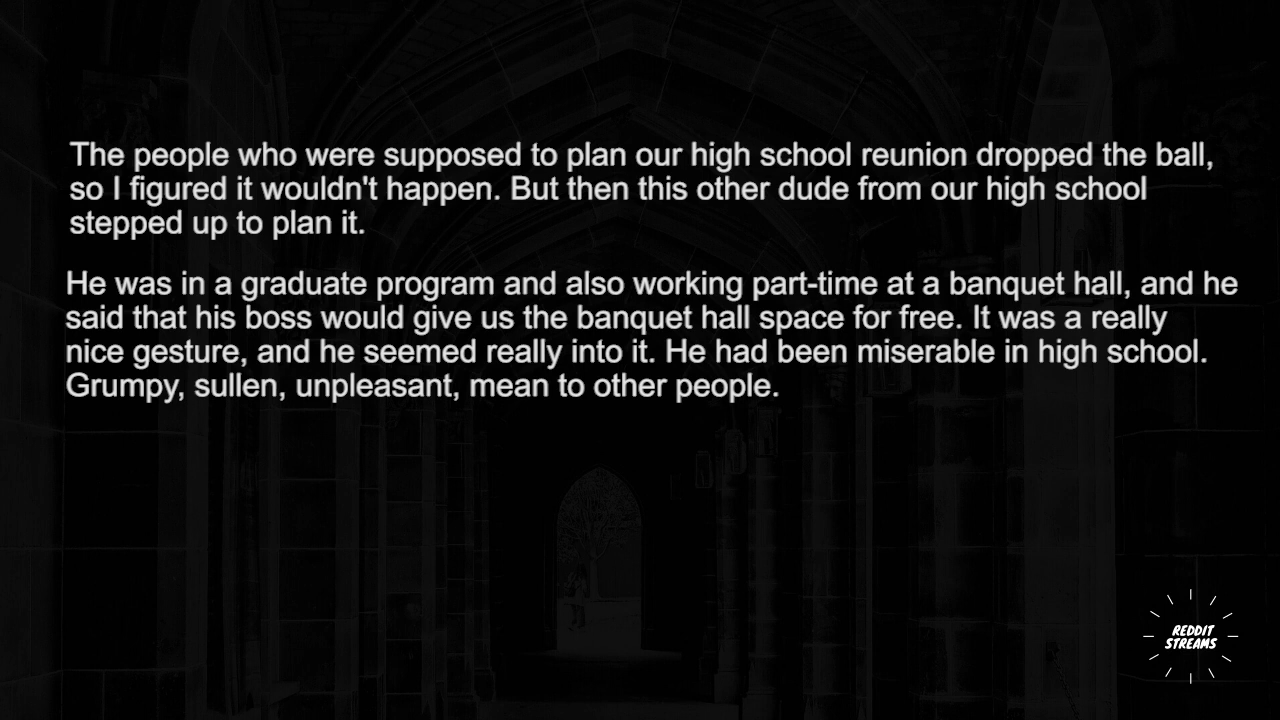 The people who were supposed to plan our high school reunion dropped the ball,
so I figured it wouldn't happen. But then this other dude from our high school
stepped up to plan it.
He was in a graduate program and also working part-time at a banquet hall, and he
said that his boss would give us the banquet hall space for free. It was a really
nice gesture, and he seemed really into it. He had been miserable in high school.
Grumpy, sullen, unpleasant, mean to other people.
REDDIT
STREAMS